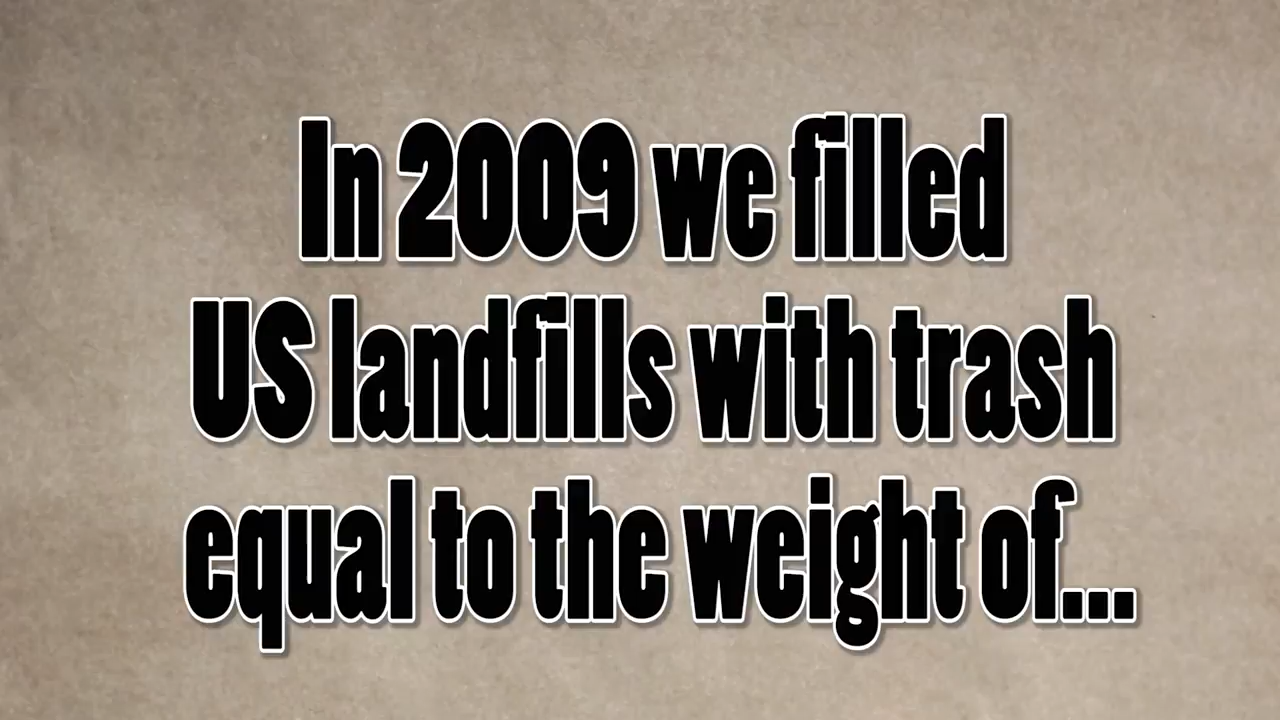 In 2009 we filled
US landfills with trash
equal to the weight of...